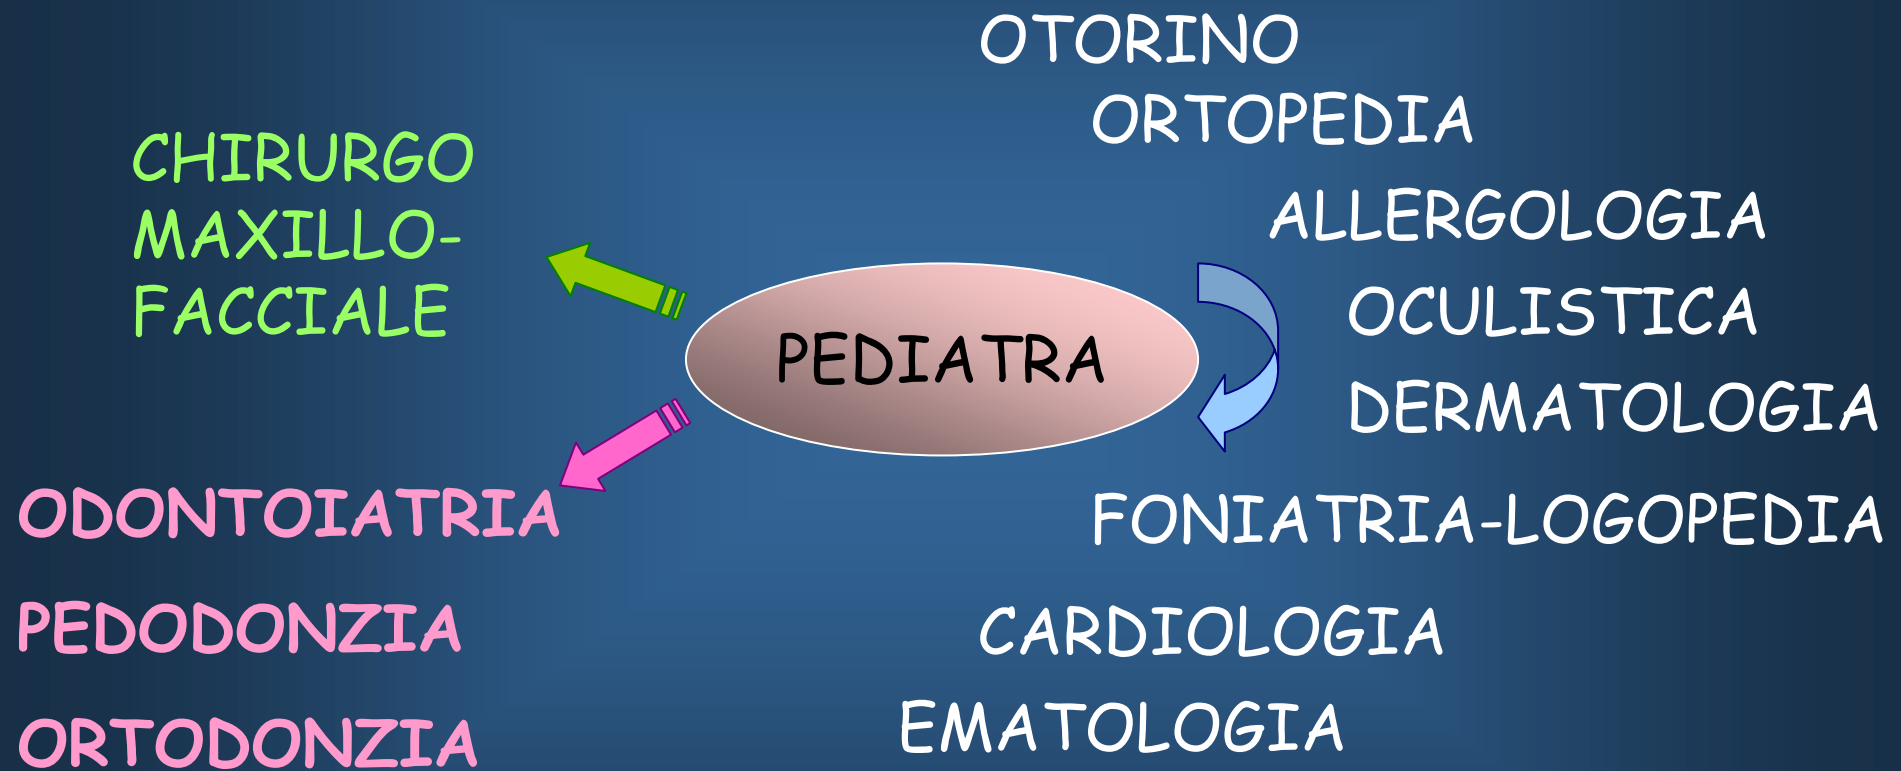 OTORINO
ORTOPEDIA
CHIRURGO
MAXILLO-
FACCIALE
ALLERGOLOGIA
OCULISTICA
PEDIATRA
DERMATOLOGIA
ODONTOIATRIA
FONIATRIA-LOGOPEDIA
PEDODONZIA
CARDIOLOGIA
ORTODONZIA
EMATOLOGIA